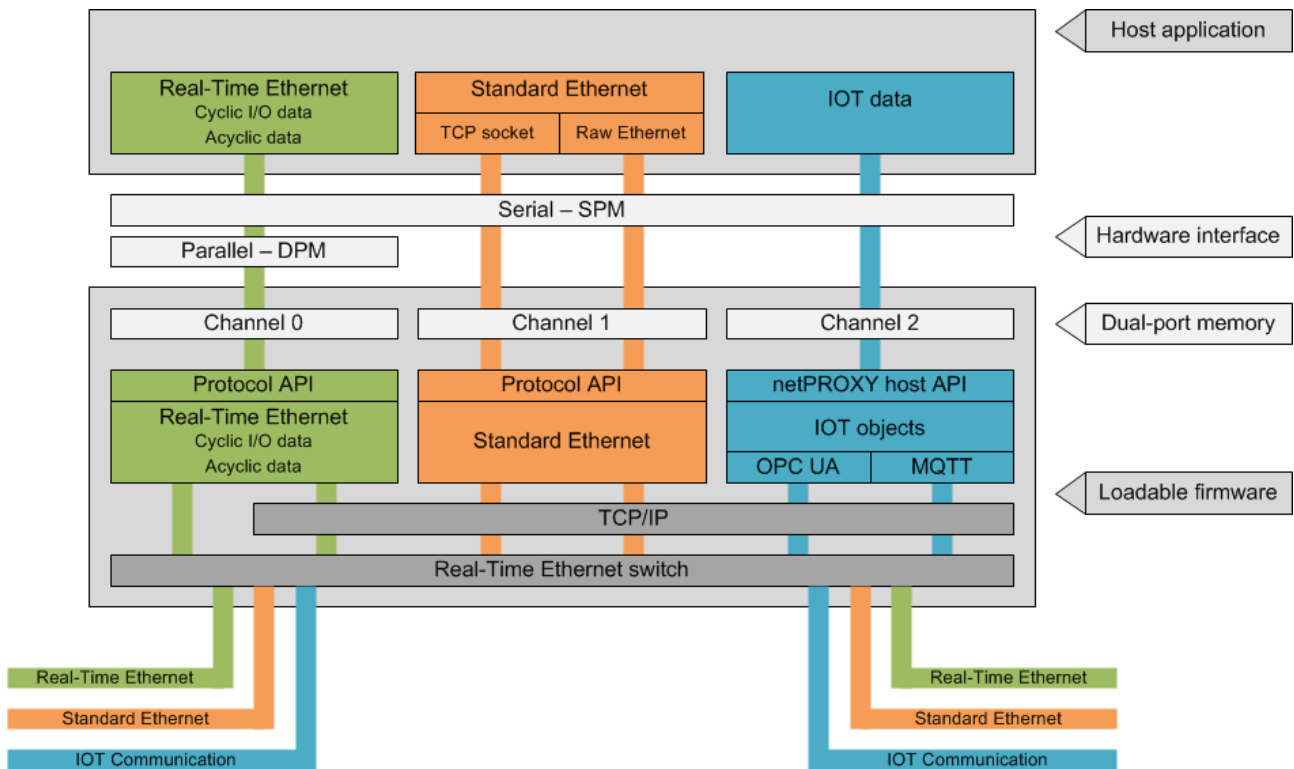 Host application
Real-Time Ethernet
Cyclic I/O data
Acyclic data
Standard Ethernet
TCP socket
Raw Ethernet
IOT data
Serial – SPM
Parallel – DPM
Hardware interface
Channel 0
Channel 1
Channel 2
Dual-port memory
Protocol API
Real-Time Ethernet
Cyclic I/O data
Acyclic data
Protocol API
Standard Ethernet
netPROXY host API
IOT objects
OPC UA
MQTT
Loadable firmware
TCP/IP
Real-Time Ethernet switch
Real-Time Ethernet
Standard Ethernet
IOT Communication
Real-Time Ethernet
Standard Ethernet
IOT Communication